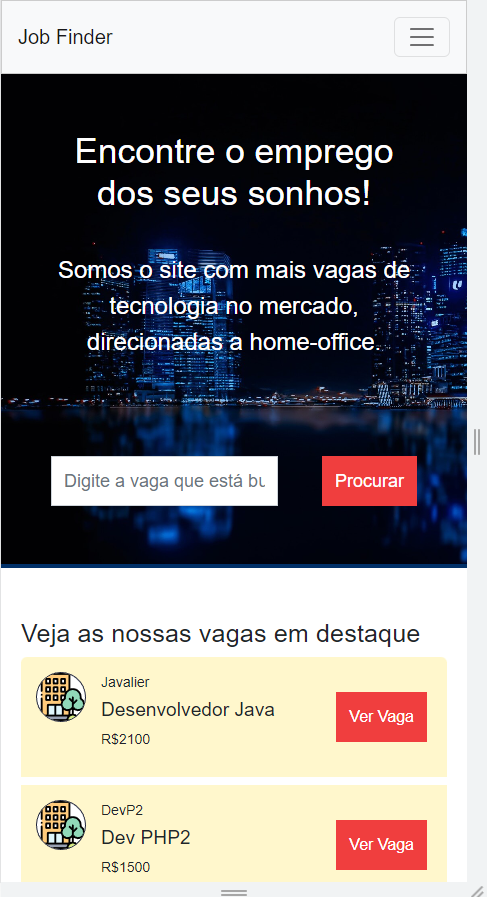 Job Finder
Encontre o emprego
dos seus sonhos!
Somos o site com mais vagas de
tecnologia no mercado,
direcionadas a home-office.
Digite a vaga que está bu
Procurar
Veja as nossas vagas em destaque
Javalier
Desenvolvedor Java
R$2100
Ver Vaga
DevP2
Dev PHP2
R$1500
Ver Vaga